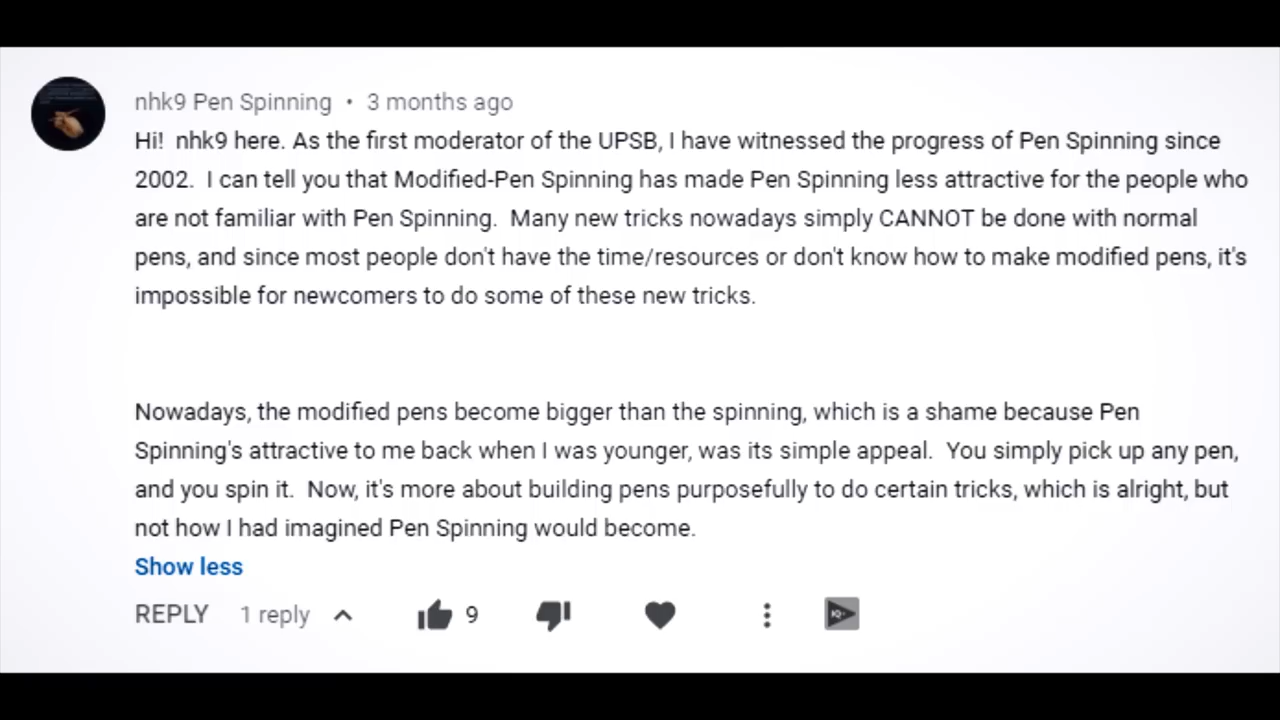 nhk9 Pen Spinning • 3 months ago
Hi!  nhk9 here. As the first moderator of the UPSB, I have witnessed the progress of Pen Spinning since
2002.  I can tell you that Modified-Pen Spinning has made Pen Spinning less attractive for the people who
are not familiar with Pen Spinning.  Many new tricks nowadays simply CANNOT be done with normal
pens, and since most people don't have the time/resources or don't know how to make modified pens, it's
impossible for newcomers to do some of these new tricks.
Nowadays, the modified pens become bigger than the spinning, which is a shame because Pen
Spinning's attractive to me back when I was younger, was its simple appeal.  You simply pick up any pen,
and you spin it.  Now, it's more about building pens purposefully to do certain tricks, which is alright, but
not how I had imagined Pen Spinning would become.
Show less
REPLY 1 reply 9